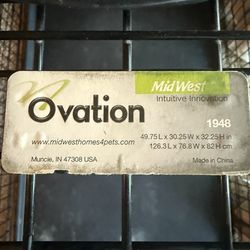 MidWest
Intuitive Innovation
Ovation
1948
www.midwesthomes4pets.com
49.75 L x 30.25 W x 32.25 H in
126.3 L x 76.8 W x 82 H cm
Muncie, IN 47308 USA
Made in China